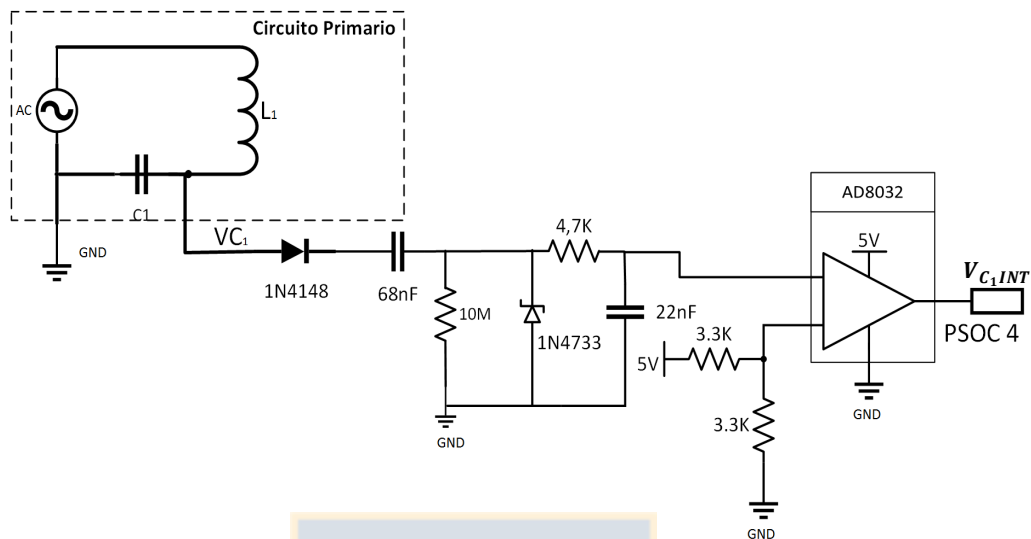 Circuito Primario
AC
L1
C1
GND
VC1
1N4148
68nF
10M
1N4733
4,7K
22nF
GND
5V
3.3K
3.3K
GND
AD8032
5V
GND
VC1INT
PSOC 4